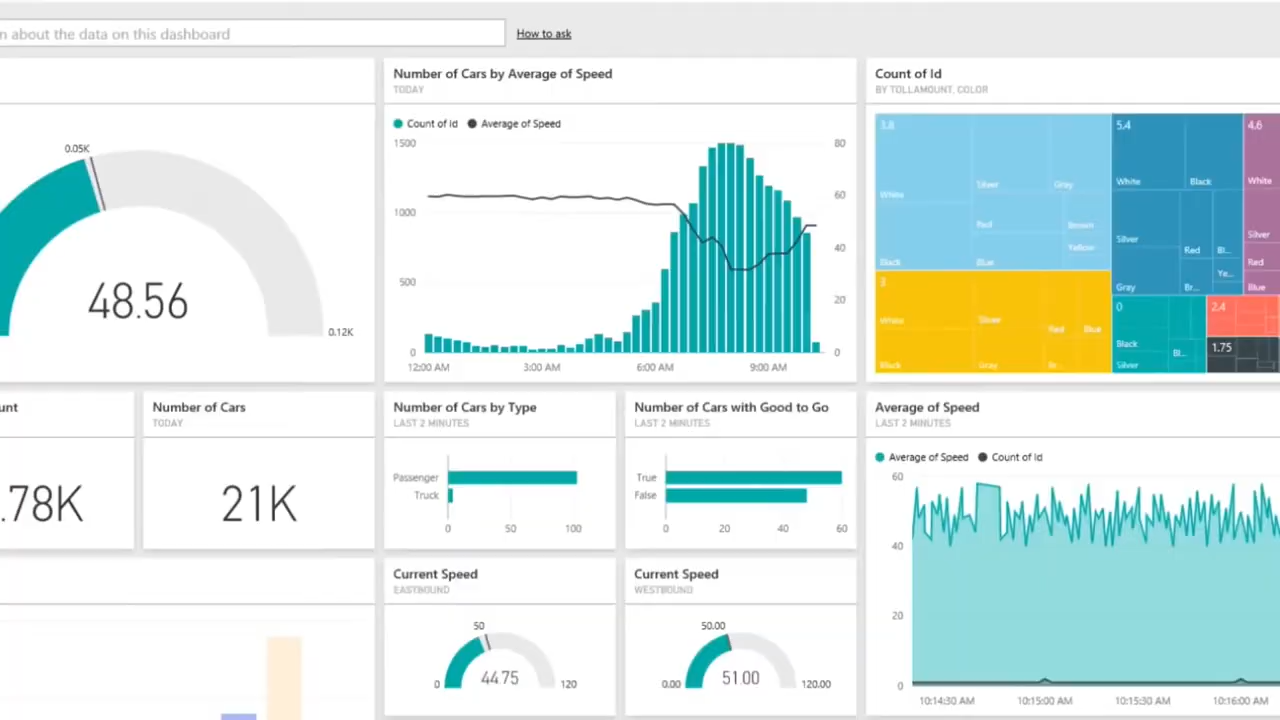 n about the data on this dashboard
How to ask
0.05K
48.56
0.12K
Number of Cars by Average of Speed
TODAY
Count of Id
Average of Speed
1500
1000
500
0
80
60
40
20
0
12:00 AM
3:00 AM
6:00 AM
9:00 AM
Count of Id
BY TOLLAMOUNT, COLOR
3.8
White
Silver
Gray
Red
Brown
Yellow
Black
Blue
5.4
White
Black
Silver
Red
Bl...
Ye...
Gray
Br...
4.6
White
Silver
Red
Blue
3
White
Silver
Red
Blue
Black
Gray
Br...
0
Black
Bl...
Silver
2.4
1.75
unt
.78K
Number of Cars
TODAY
21K
Number of Cars by Type
LAST 2 MINUTES
Passenger
Truck
0
50
100
Number of Cars with Good to Go
LAST 2 MINUTES
True
False
0
20
40
60
Average of Speed
LAST 2 MINUTES
Average of Speed
Count of Id
60
40
20
0
10:14:30 AM
10:15:00 AM
10:15:30 AM
10:16:00 AM
Current Speed
EASTBOUND
50
44.75
0
120
Current Speed
WESTBOUND
50.00
51.00
0.00
120.00